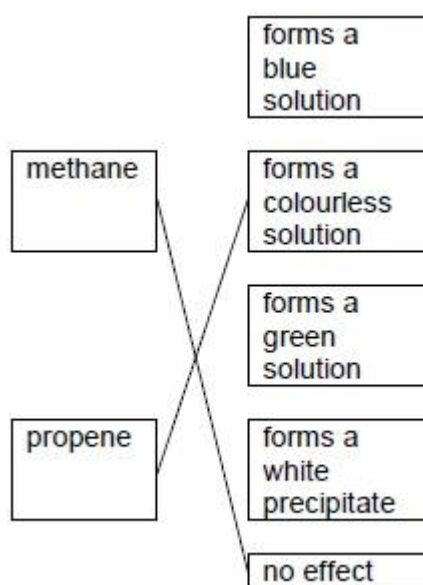 forms a
blue
solution
methane
forms a
colourless
solution
forms a
green
solution
propene
forms a
white
precipitate
no effect